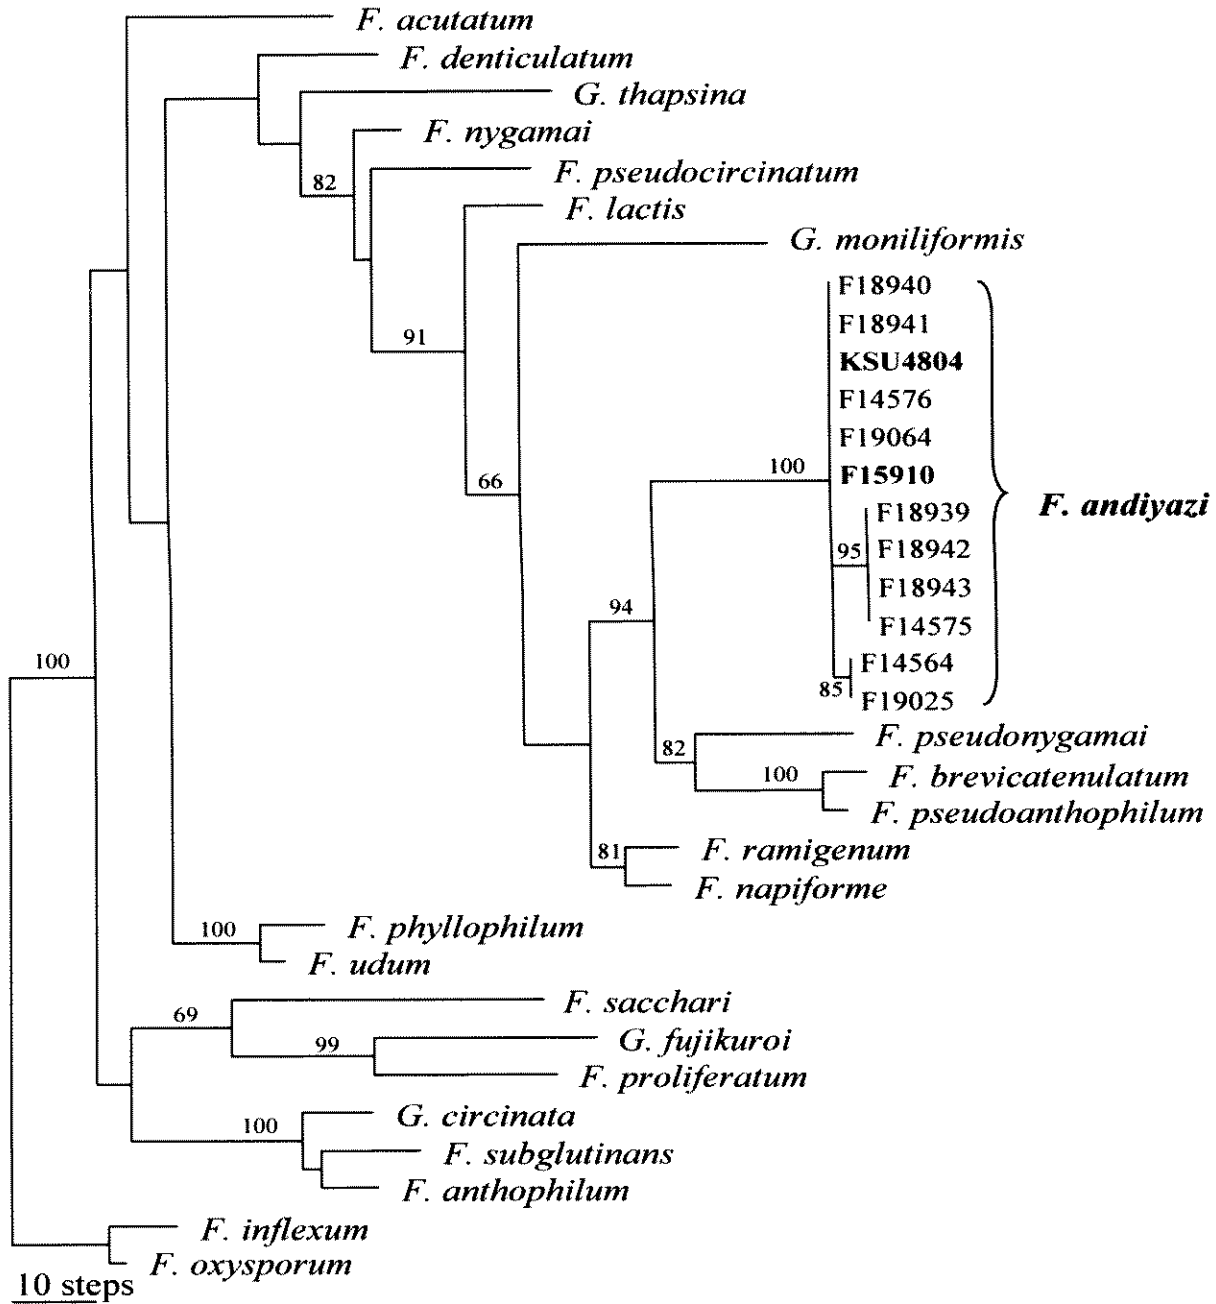 F. acutatum
F. denticulatum
G. thapsina
F. nygamai
F. pseudocircinatum
82
F. lactis
G. moniliformis
F18940
F18941
91
KSU4804
F14576
F19064
100
F15910
66
F. andiyazi
F18939
95
F18942
F18943
94
F14575
100
F14564
85
F19025
F. pseudonygamai
82
100
F. brevicatenulatum
F. pseudoanthophilum
81
F. ramigenum
F. napiforme
100
F. phyllophilum
F. udum
F. sacchari
69
G. fujikuroi
99
F. proliferatum
G. circinata
100
F. subglutinans
F. anthophilum
F. inflexum
F. oxysporum
10 steps